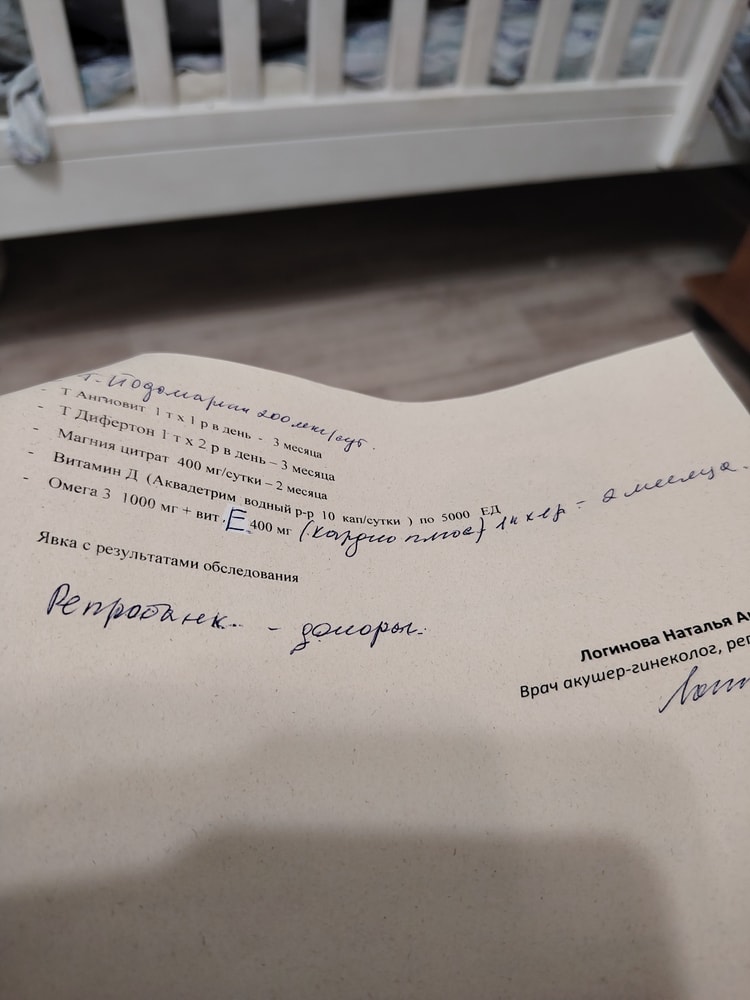 Т. Йодомарин 200 мкг/сут.
- Т Ангиовит 1 т х 1 р в день - 3 месяца
- Т Дифертон 1 т х 2 р в день – 3 месяца
- Магния цитрат 400 мг/сутки – 2 месяца
- Витамин Д (Аквадетрим водный р-р 10 кап/сутки ) по 5000 ЕД
- Омега 3 1000 мг + вит. Е 400 мг (Кардио плюс) 1к х 1р - 2 месяца.
Явка с результатами обследования
Репробанк. - доноры.
Логинова Наталья
Врач акушер-гинеколог,